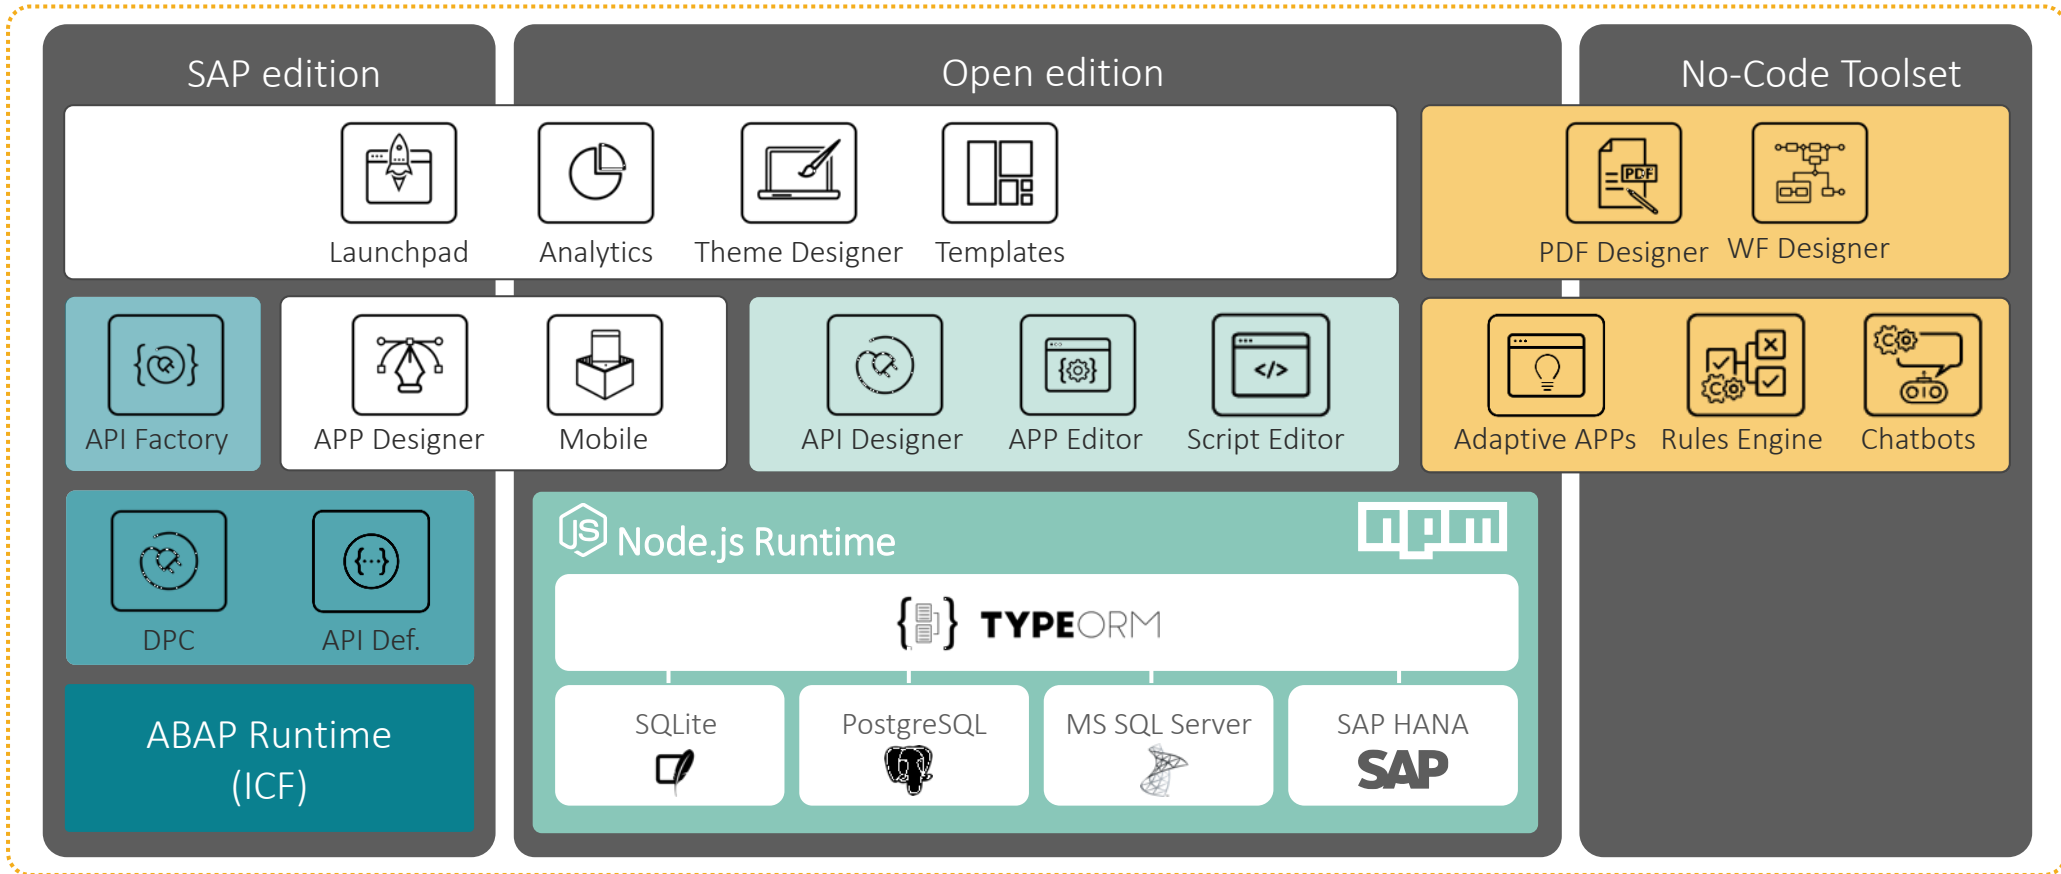 SAP edition
Open edition
No-Code Toolset
Launchpad
Analytics
Theme Designer
Templates
PDF
PDF Designer
WF Designer
API Factory
APP Designer
Mobile
API Designer
APP Editor
</>
Script Editor
Adaptive APPs
Rules Engine
Chatbots
DPC
API Def.
JS Node.js Runtime
npm
TYPEORM
SQLite
PostgreSQL
MS SQL Server
SAP HANA
SAP
ABAP Runtime
(ICF)